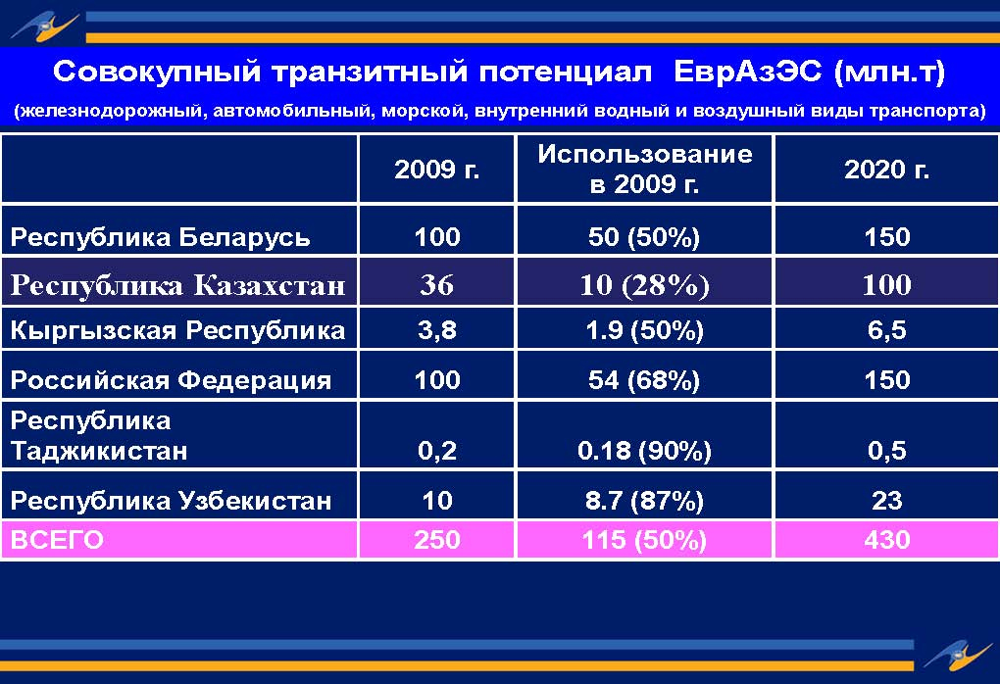 Совокупный транзитный потенциал ЕврАзЭС (млн.т)
(железнодорожный, автомобильный, морской, внутренний водный и воздушный виды транспорта)
2009 г. Использование в 2009 г. 2020 г.
Республика Беларусь 100 50 (50%) 150
Республика Казахстан 36 10 (28%) 100
Кыргызская Республика 3,8 1.9 (50%) 6,5
Российская Федерация 100 54 (68%) 150
Республика
Таджикистан 0,2 0.18 (90%) 0,5
Республика Узбекистан 10 8.7 (87%) 23
ВСЕГО 250 115 (50%) 430